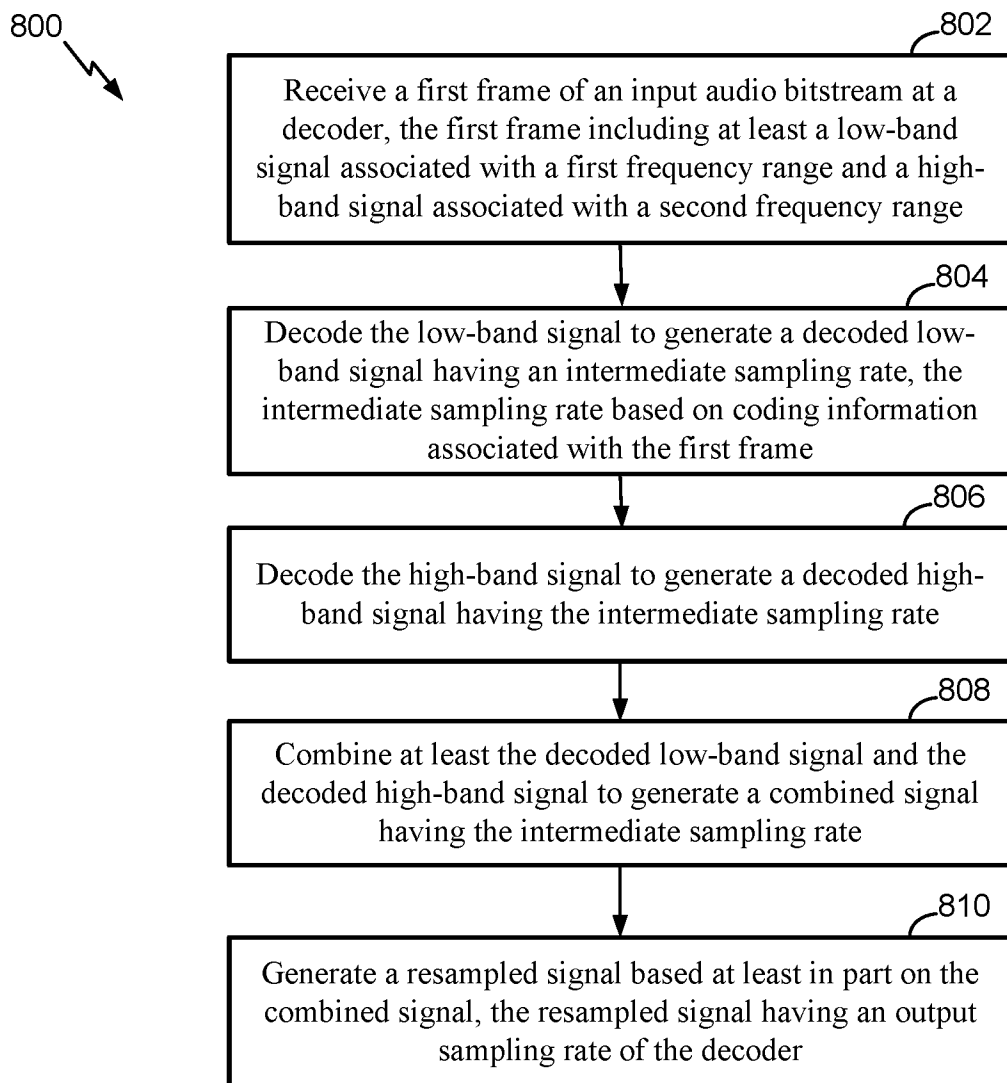 800
802
Receive a first frame of an input audio bitstream at a
decoder, the first frame including at least a low-band
signal associated with a first frequency range and a high-
band signal associated with a second frequency range
804
Decode the low-band signal to generate a decoded low-
band signal having an intermediate sampling rate, the
intermediate sampling rate based on coding information
associated with the first frame
806
Decode the high-band signal to generate a decoded high-
band signal having the intermediate sampling rate
808
Combine at least the decoded low-band signal and the
decoded high-band signal to generate a combined signal
having the intermediate sampling rate
810
Generate a resampled signal based at least in part on the
combined signal, the resampled signal having an output
sampling rate of the decoder